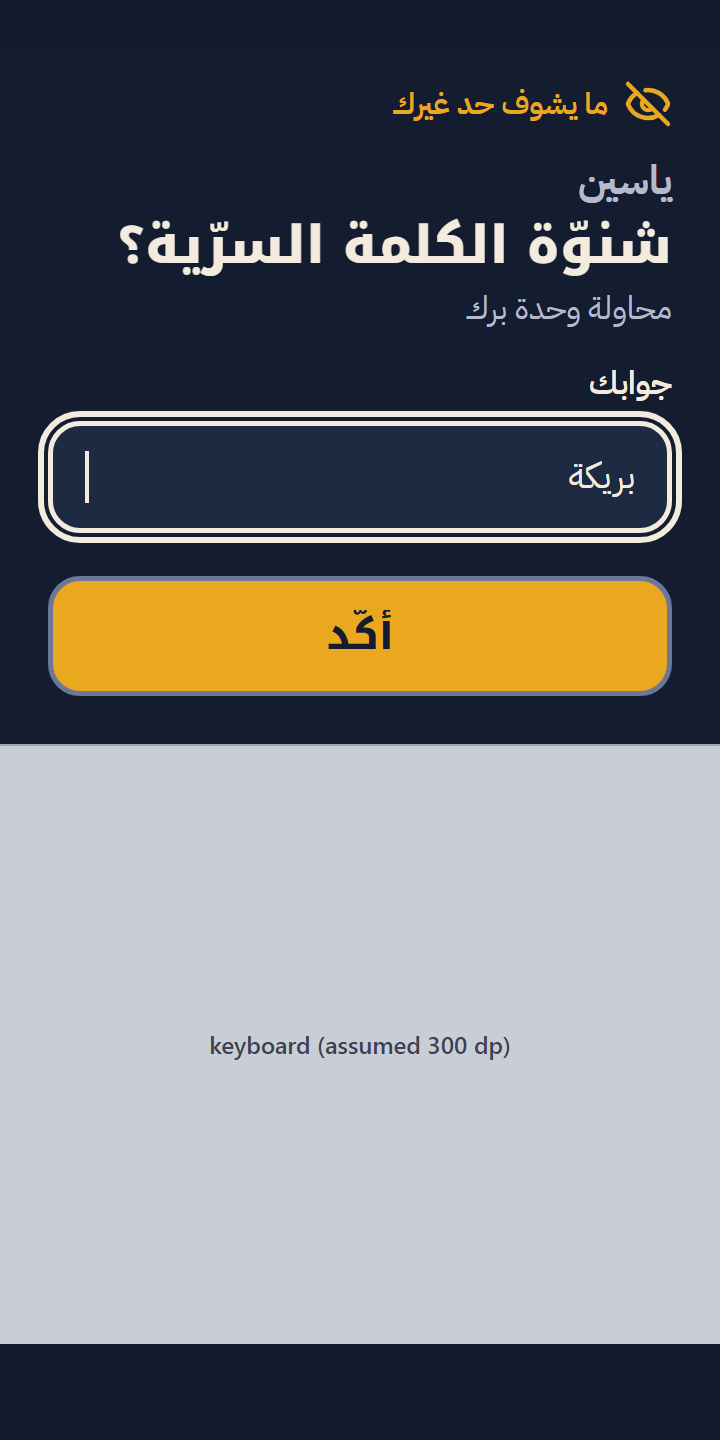 ما يشوف حد غيرك
ياسين
شنوّة الكلمة السرّية؟
محاولة وحدة برك
جوابك
بريكة
أكّد
keyboard (assumed 300 dp)